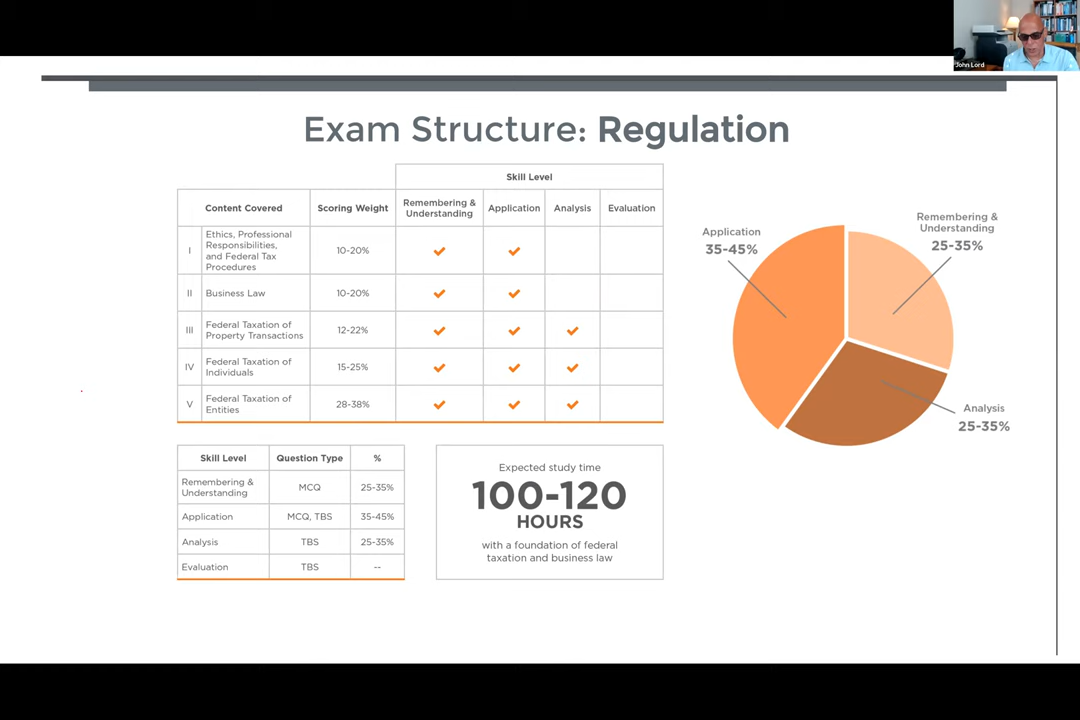 John Lord
Exam Structure: Regulation
Skill Level
Content Covered
Scoring Weight
Remembering &
Understanding
Application
Analysis
Evaluation
I
Ethics, Professional
Responsibilities,
and Federal Tax
Procedures
10-20%
II
Business Law
10-20%
III
Federal Taxation of
Property Transactions
12-22%
IV
Federal Taxation of
Individuals
15-25%
V
Federal Taxation of
Entities
28-38%
Application
35-45%
Remembering &
Understanding
25-35%
Analysis
25-35%
Skill Level
Question Type
%
Remembering &
Understanding
MCQ
25-35%
Application
MCQ, TBS
35-45%
Analysis
TBS
25-35%
Evaluation
TBS
--
Expected study time
100-120
HOURS
with a foundation of federal
taxation and business law